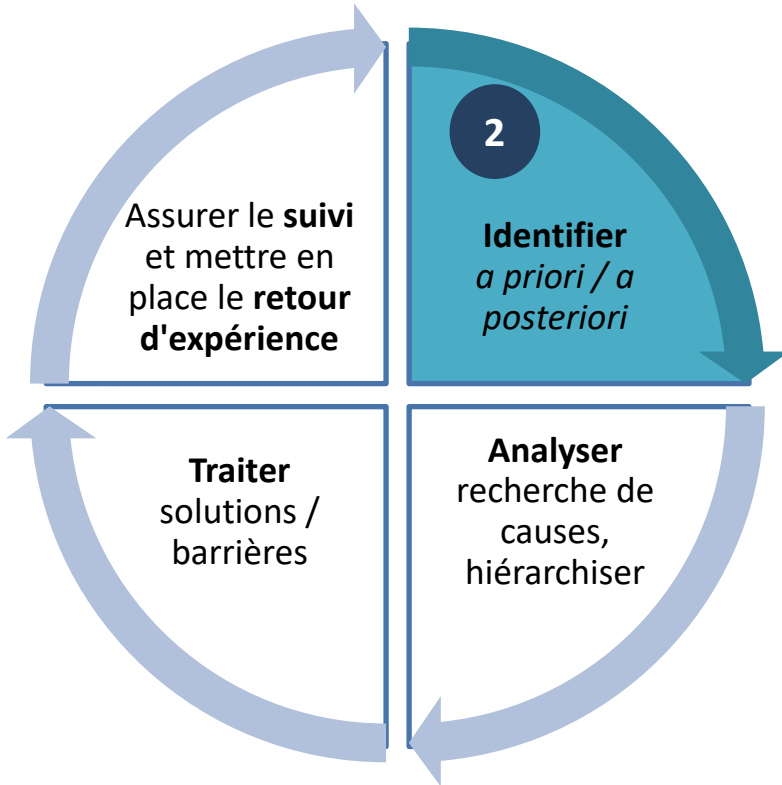 2
Identifier
a priori / a
posteriori
Analyser
recherche de
causes,
hiérarchiser
Traiter
solutions /
barrières
Assurer le suivi
et mettre en
place le retour
d'expérience